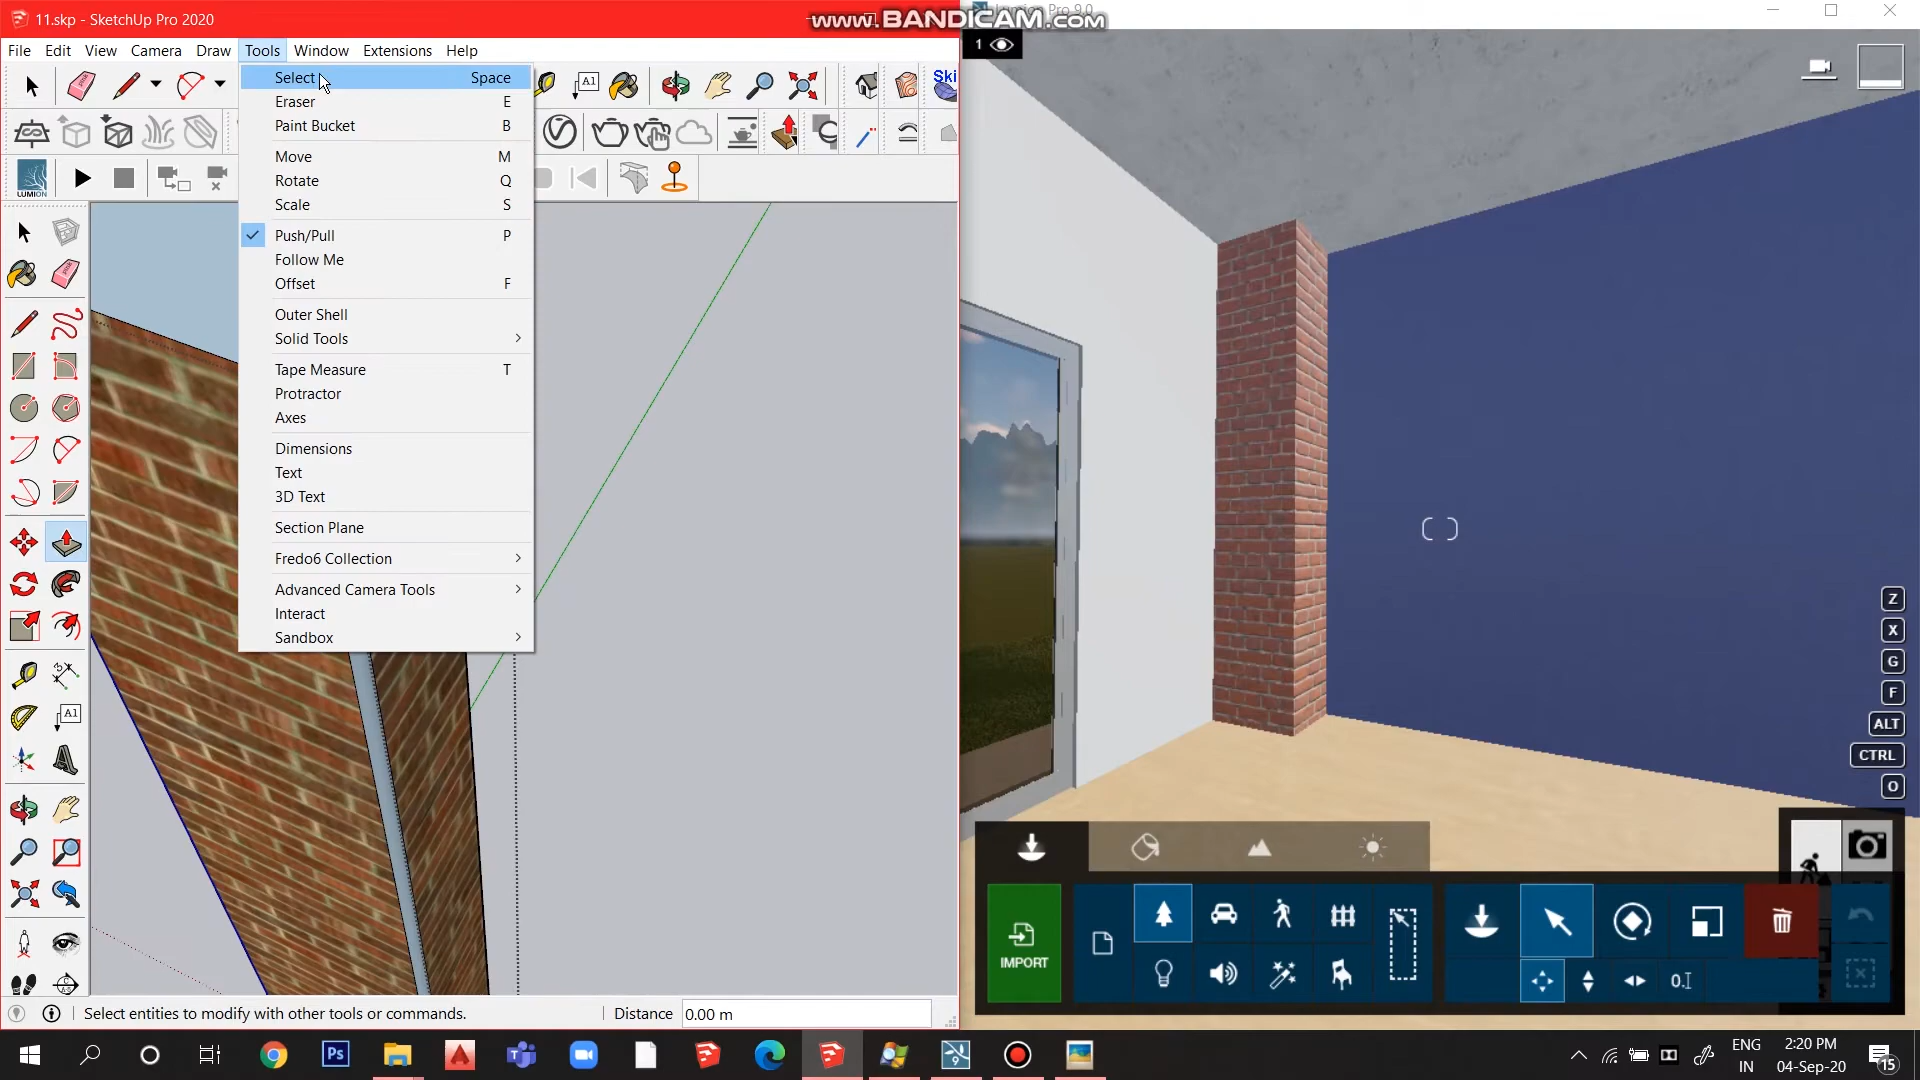 11.skp - SketchUp Pro 2020
www.BANDICAM.COM
File Edit View Camera Draw Tools Window Extensions Help
1
Select Space
Eraser E
Paint Bucket B
Move M
Rotate Q
Scale S
Push/Pull P
Follow Me
Offset F
Outer Shell
Solid Tools
Tape Measure T
Protractor
Axes
Dimensions
Text
3D Text
Section Plane
Fredo6 Collection
Advanced Camera Tools
Interact
Sandbox
A1
Ski
LUMION
A1
Z
X
G
F
ALT
CTRL
O
IMPORT
Select entities to modify with other tools or commands.
Distance 0.00 m
Ps
ENG
IN
2:20 PM
04-Sep-20
15